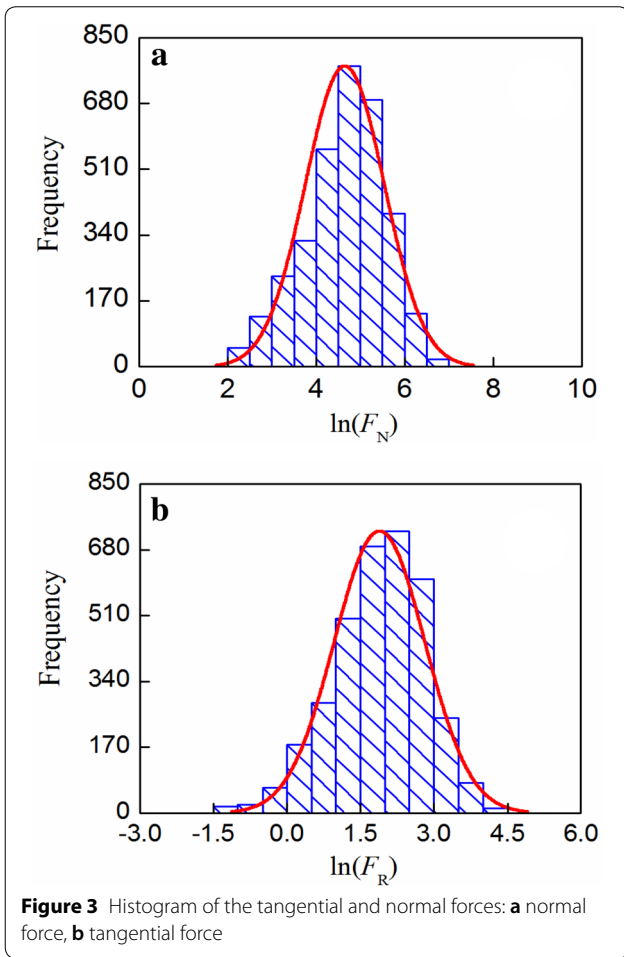 850
a
680
510
340
170
0
Frequency
0 2 4 6 8 10
ln(F_N)
850
b
680
510
340
170
0
Frequency
-3.0 -1.5 0.0 1.5 3.0 4.5 6.0
ln(F_R)
Figure 3 Histogram of the tangential and normal forces: a normal
force, b tangential force